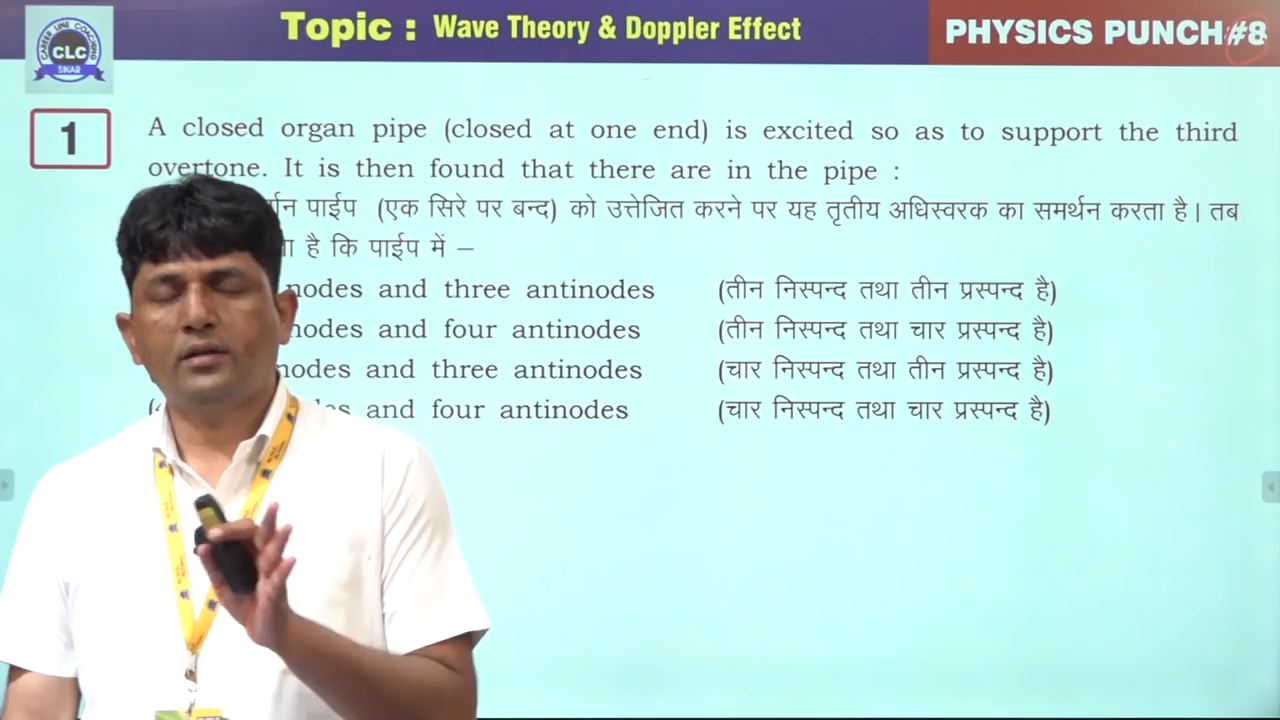 Topic : Wave Theory & Doppler Effect
PHYSICS PUNCH#8
CAREER LINE COACHING
CLC
SIKAR
1
A closed organ pipe (closed at one end) is excited so as to support the third
overtone. It is then found that there are in the pipe :
पाईप (एक सिरे पर बन्द) को उत्तेजित करने पर यह तृतीय अधिस्वरक का समर्थन करता है। तब
है कि पाईप में –
nodes and three antinodes (तीन निस्पन्द तथा तीन प्रस्पन्द है)
nodes and four antinodes (तीन निस्पन्द तथा चार प्रस्पन्द है)
nodes and three antinodes (चार निस्पन्द तथा तीन प्रस्पन्द है)
and four antinodes (चार निस्पन्द तथा चार प्रस्पन्द है)